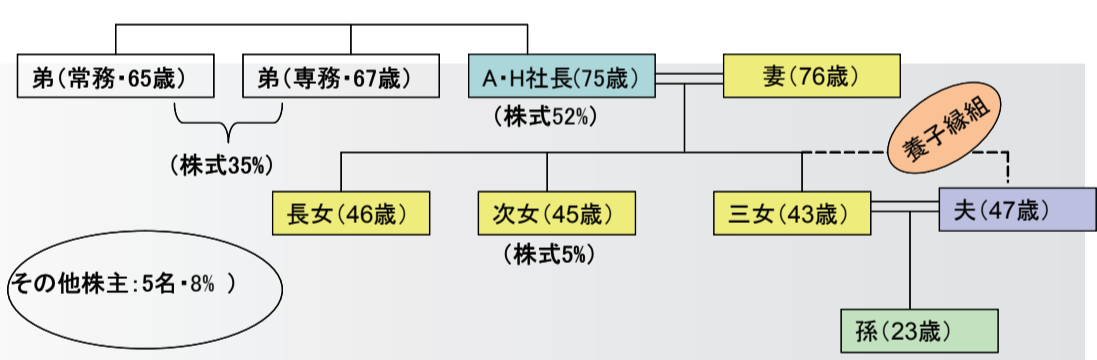 弟(常務・65歳)
弟(専務・67歳)
A・H社長(75歳)
妻(76歳)
(株式52%)
養子縁組
(株式35%)
長女(46歳)
次女(45歳)
三女(43歳)
夫(47歳)
(株式5%)
その他株主:5名・8% )
孫(23歳)